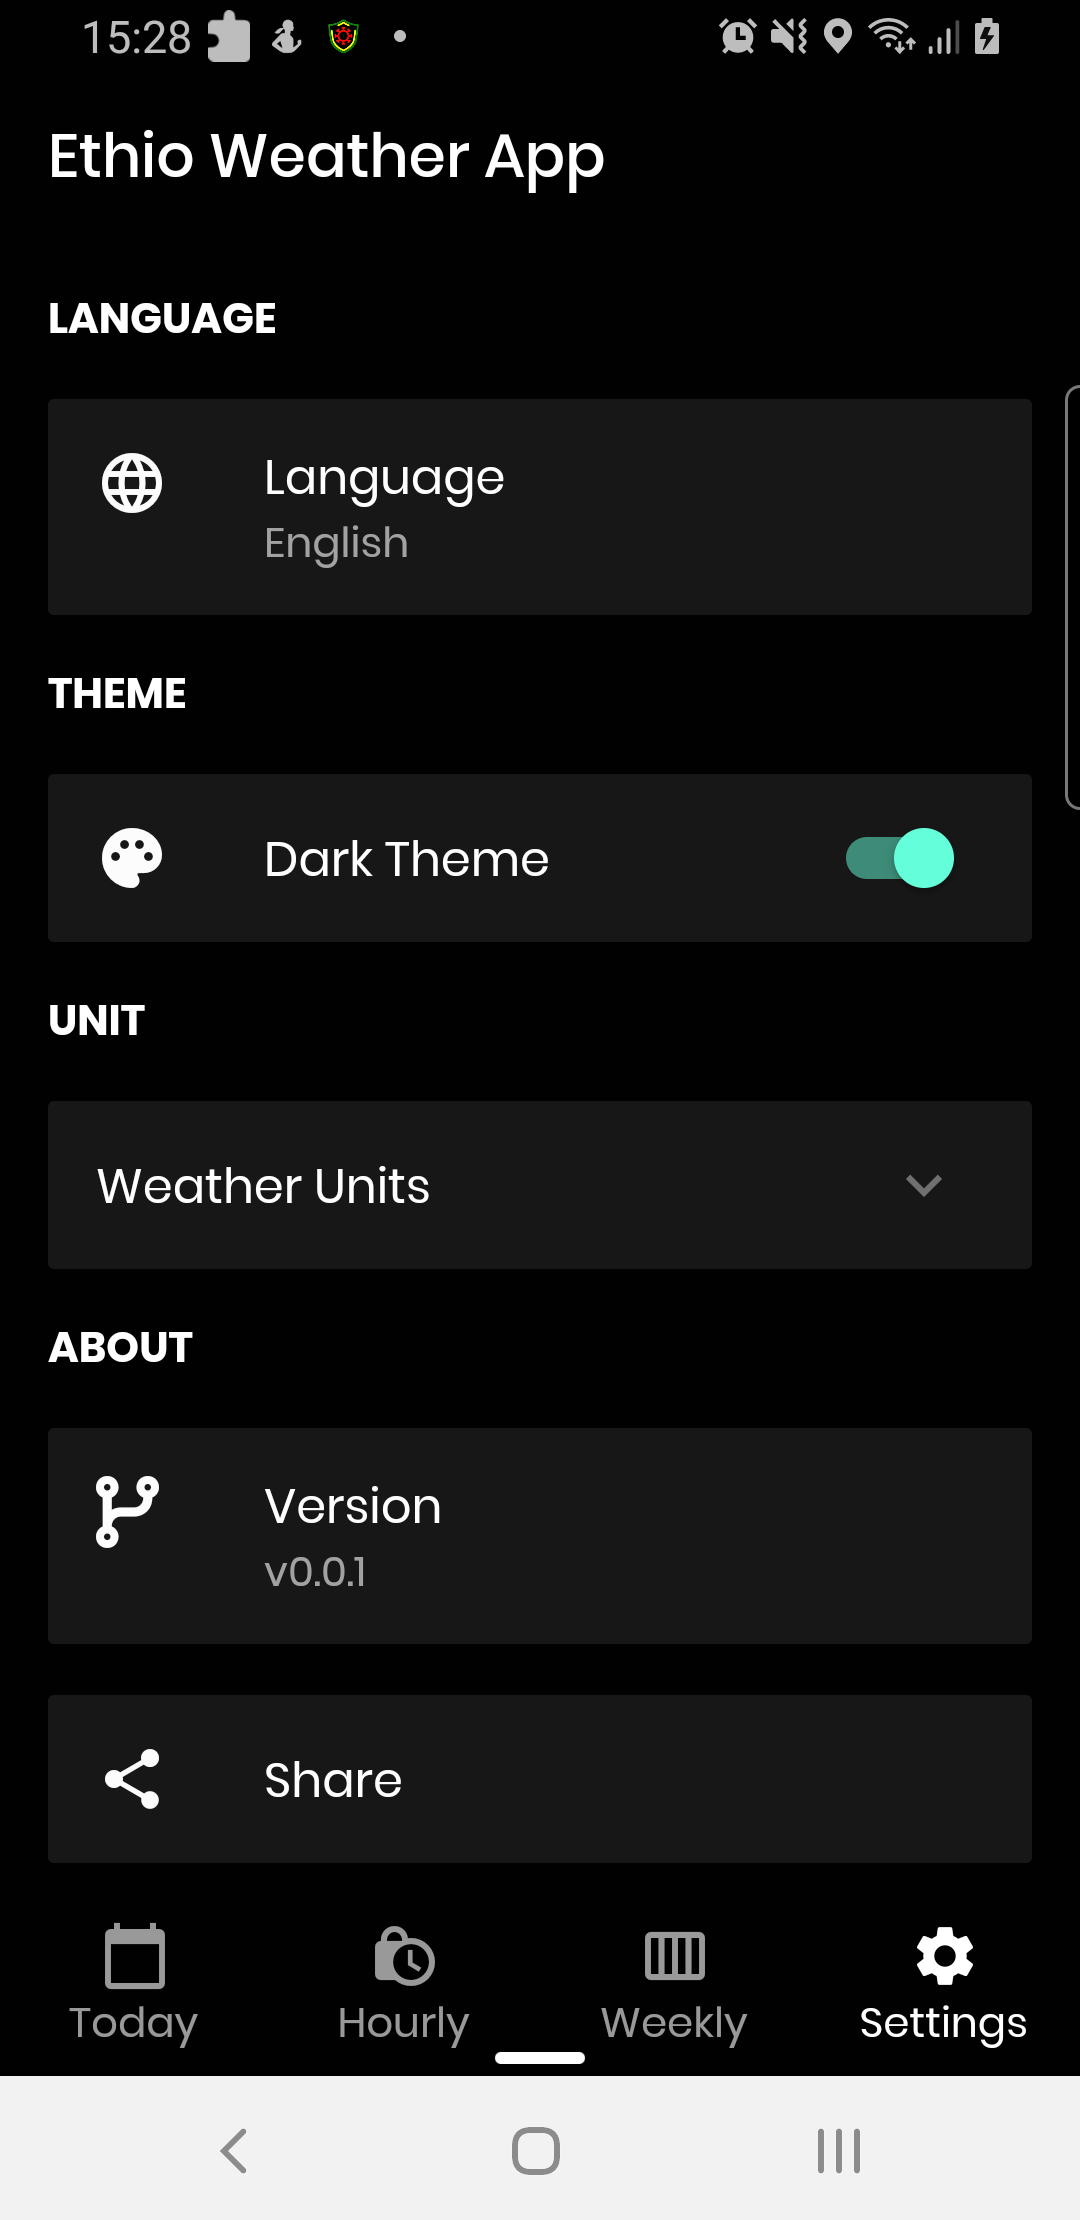 15:28
Ethio Weather App
LANGUAGE
Language
English
THEME
Dark Theme
UNIT
Weather Units
ABOUT
Version
v0.0.1
Share
Today
Hourly
Weekly
Settings